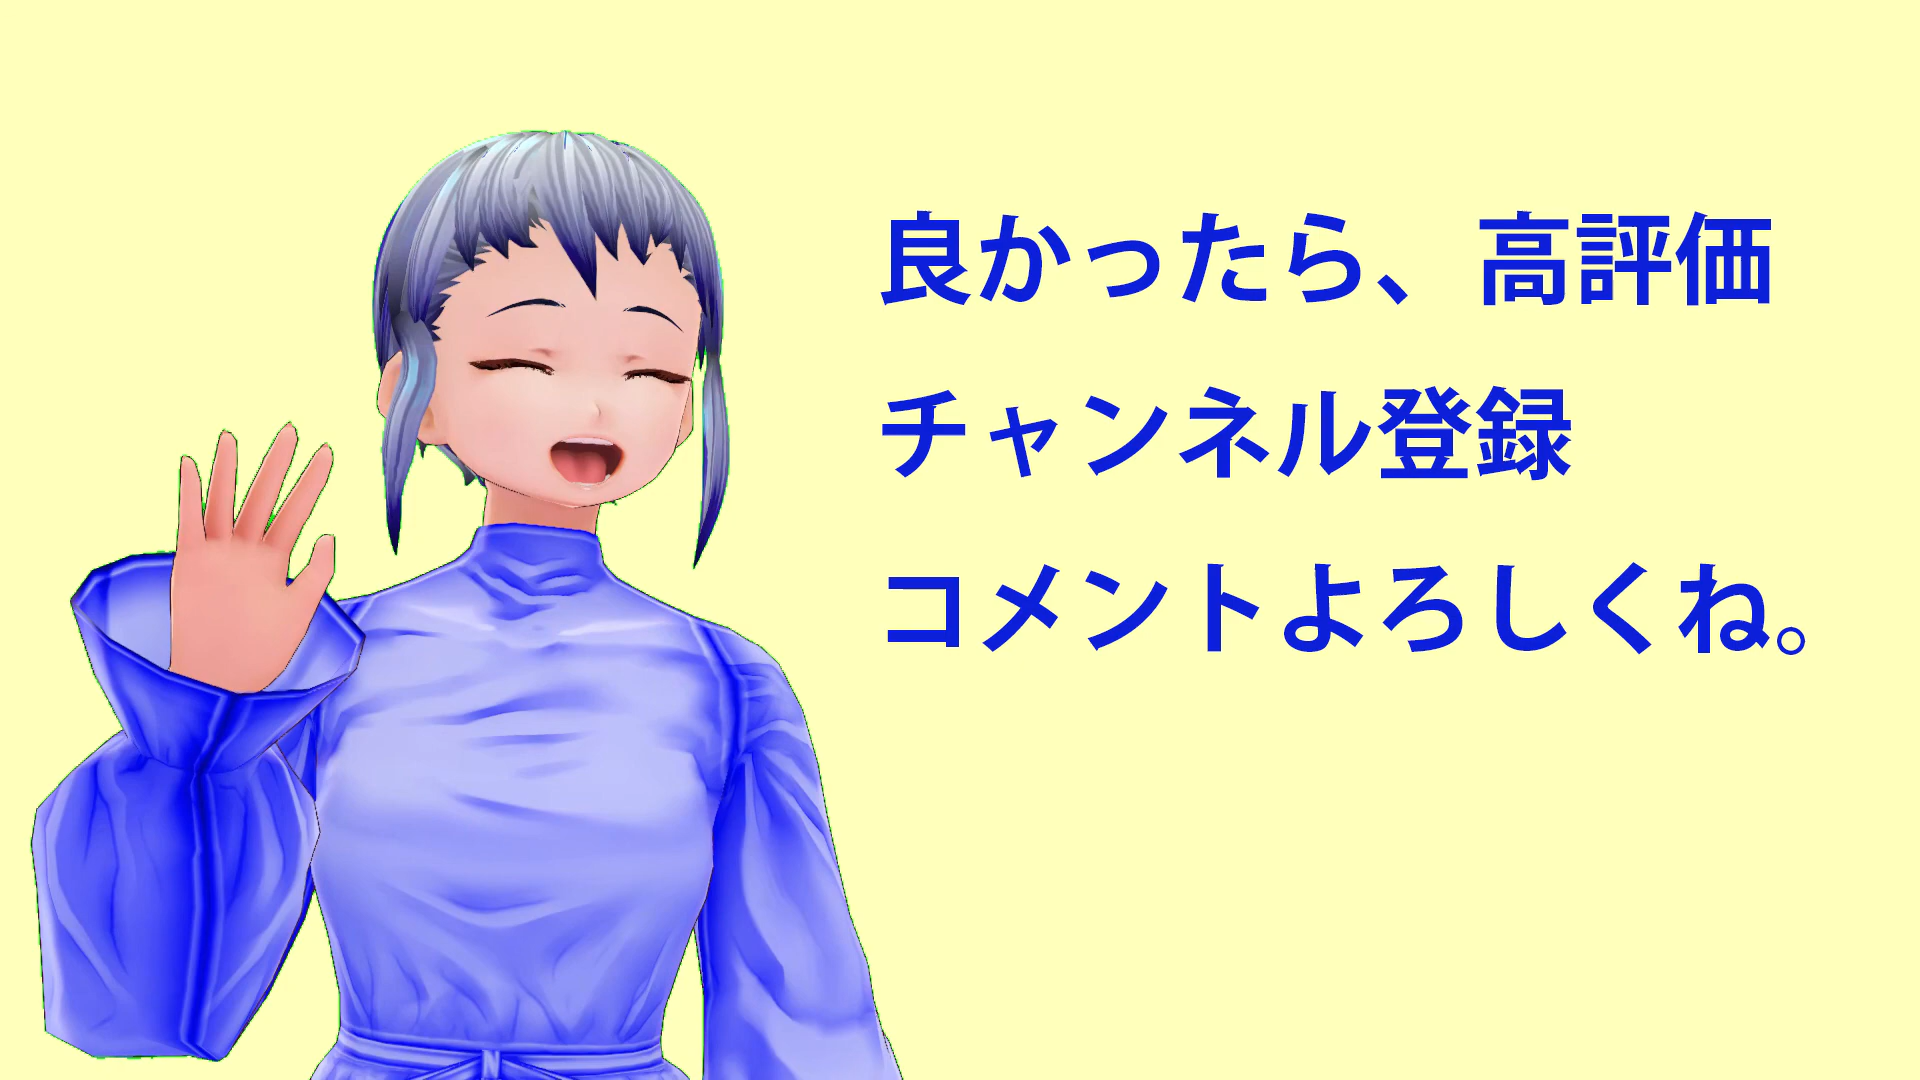 良かったら、高評価
チャンネル登録
コメントよろしくね。